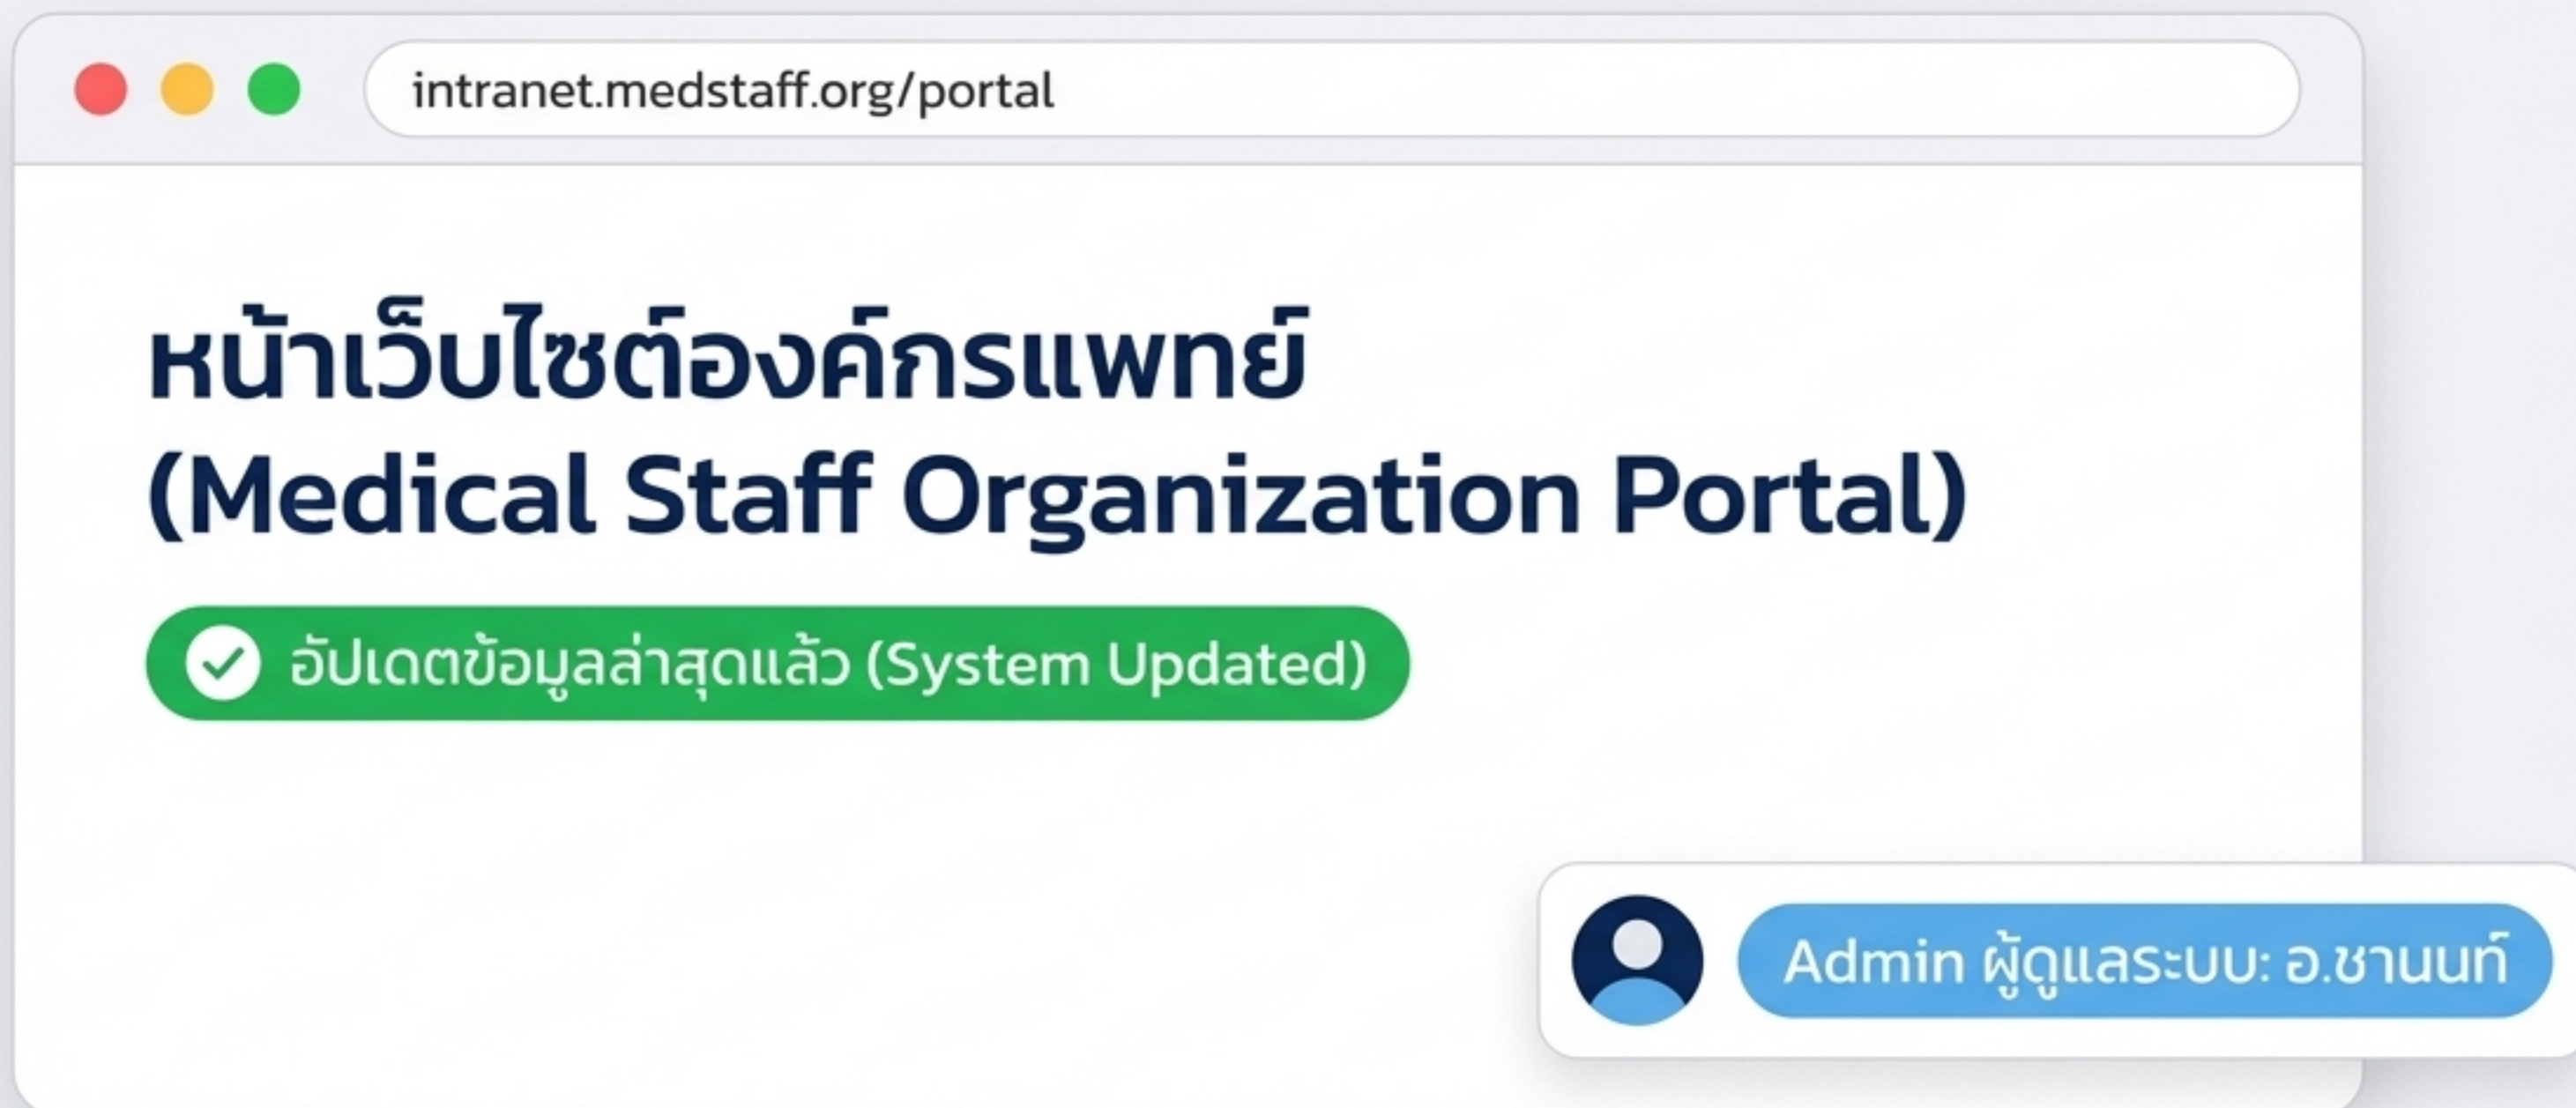 intranet.medstaff.org/portal
หน้าเว็บไซต์องค์กรแพทย์
(Medical Staff Organization Portal)
อัปเดตข้อมูลล่าสุดแล้ว (System Updated)
Admin ผู้ดูแลระบบ: อ.ชานนท์